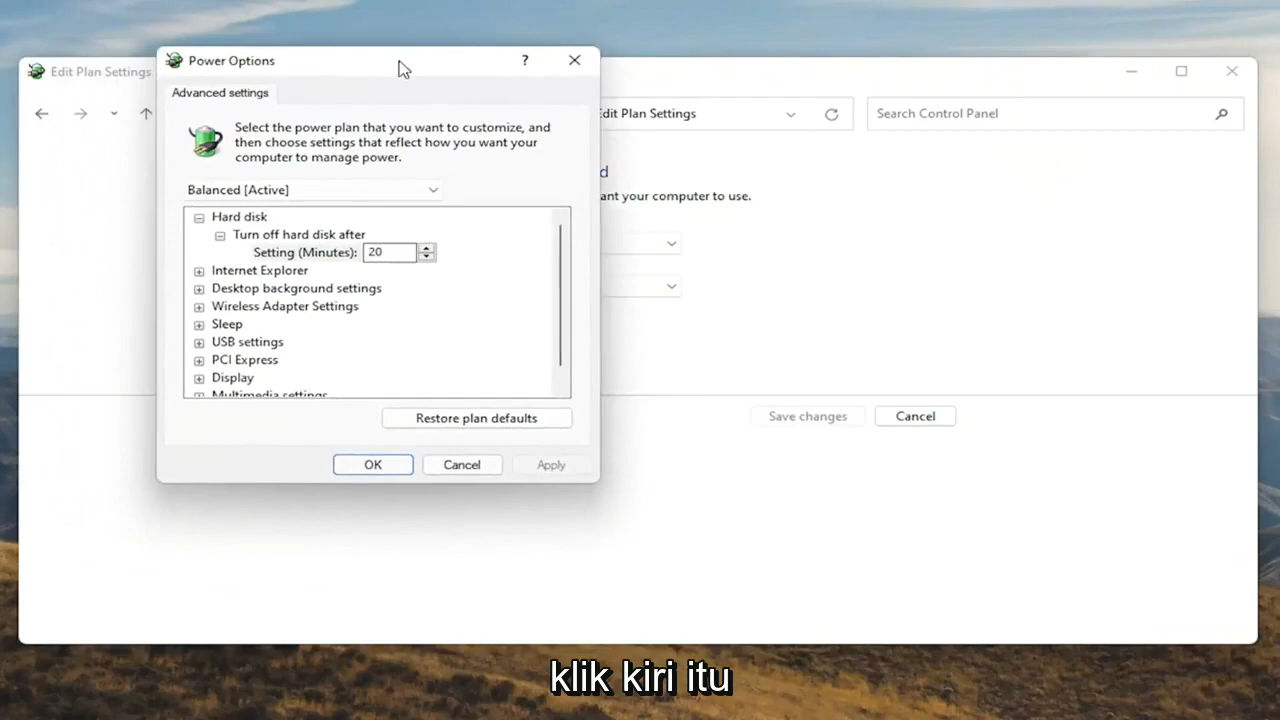 Edit Plan Settings
Power Options
?
Advanced settings
Select the power plan that you want to customize, and
then choose settings that reflect how you want your
computer to manage power.
Balanced [Active]
Hard disk
Turn off hard disk after
Setting (Minutes): 20
Internet Explorer
Desktop background settings
Wireless Adapter Settings
Sleep
USB settings
PCI Express
Display
Multimedia settings
Restore plan defaults
OK
Cancel
Apply
Edit Plan Settings
Search Control Panel
ant your computer to use.
Save changes
Cancel
klik kiri itu